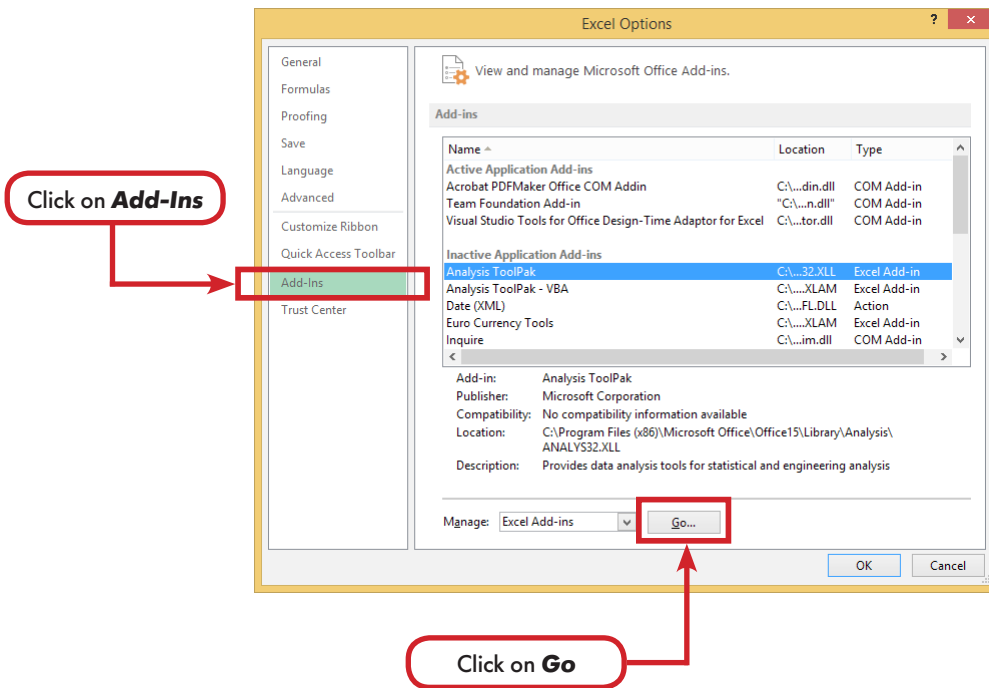 Excel Options
?
×
General
Formulas
Proofing
Save
Language
Advanced
Customize Ribbon
Quick Access Toolbar
Add-Ins
Trust Center
Click on Add-Ins
View and manage Microsoft Office Add-ins.
Add-ins
Name Location Type
Active Application Add-ins
Acrobat PDFMaker Office COM Addin C:\...din.dll COM Add-in
Team Foundation Add-in "C:\...n.dll" COM Add-in
Visual Studio Tools for Office Design-Time Adaptor for Excel C:\...tor.dll COM Add-in
Inactive Application Add-ins
Analysis ToolPak C:\...32.XLL Excel Add-in
Analysis ToolPak - VBA C:\....XLAM Excel Add-in
Date (XML) C:\...FL.DLL Action
Euro Currency Tools C:\....XLAM Excel Add-in
Inquire C:\...im.dll COM Add-in
Add-in: Analysis ToolPak
Publisher: Microsoft Corporation
Compatibility: No compatibility information available
Location: C:\Program Files (x86)\Microsoft Office\Office15\Library\Analysis\
ANALYS32.XLL
Description: Provides data analysis tools for statistical and engineering analysis
Manage: Excel Add-ins Go...
OK Cancel
Click on Go